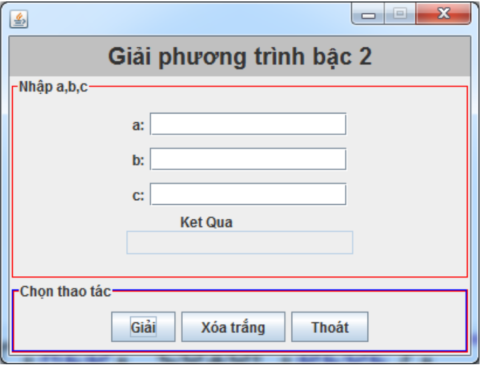 Giải phương trình bậc 2
Nhập a,b,c
a:
b:
c:
Ket Qua
Chọn thao tác
Giải Xóa trắng Thoát